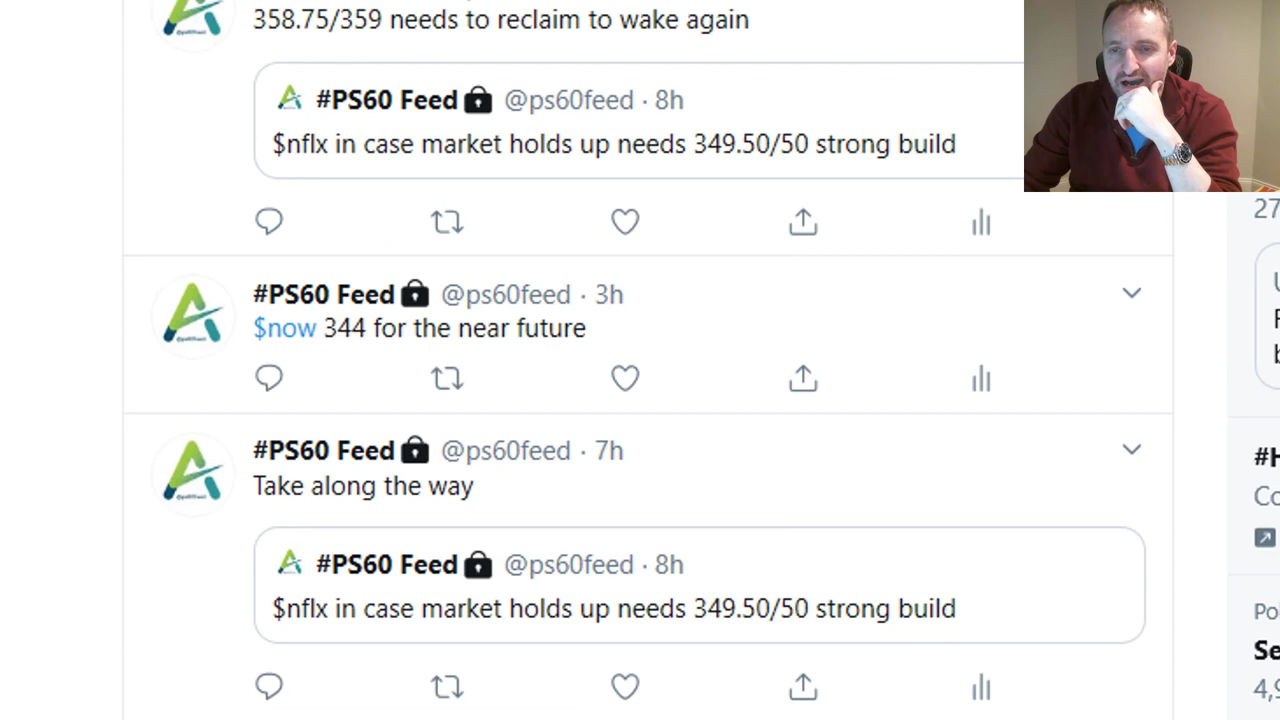 358.75/359 needs to reclaim to wake again
#PS60 Feed @ps60feed · 8h
$nflx in case market holds up needs 349.50/50 strong build
27
#PS60 Feed @ps60feed · 3h
$now 344 for the near future
#PS60 Feed @ps60feed · 7h
Take along the way
#PS60 Feed @ps60feed · 8h
$nflx in case market holds up needs 349.50/50 strong build